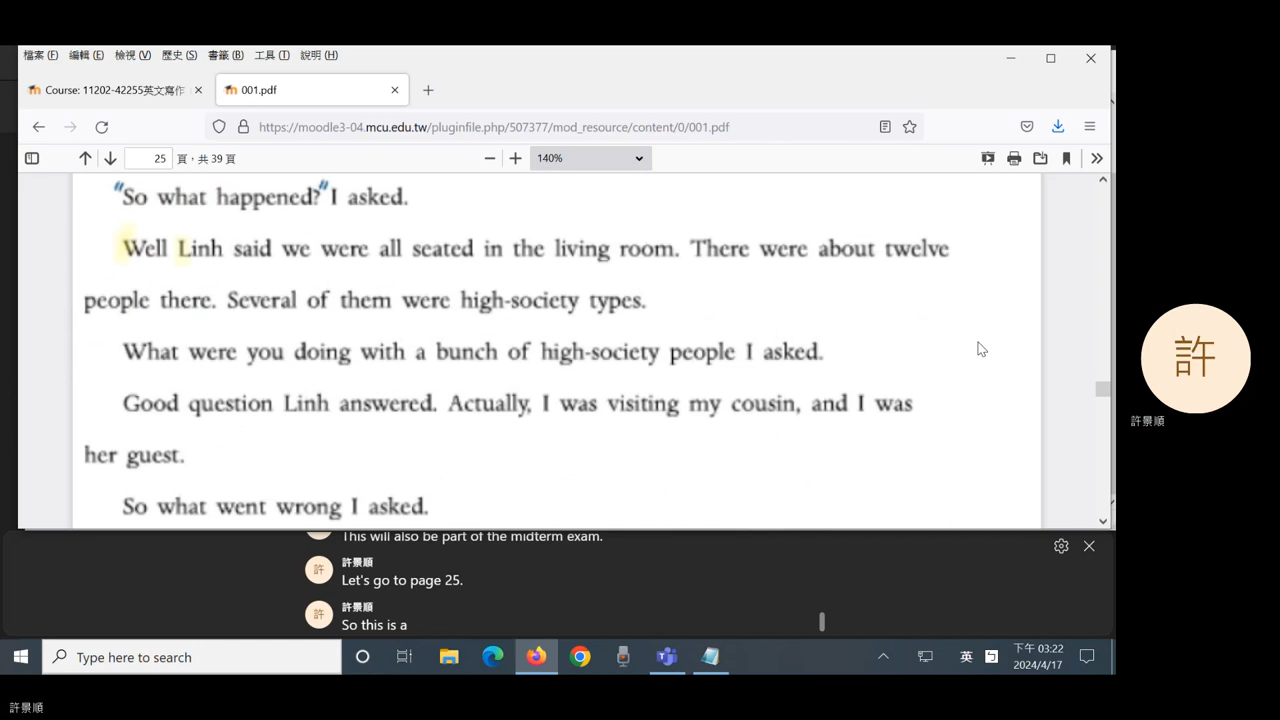 檔案(F) 編輯(E) 檢視(V) 歷史(S) 書籤(B) 工具(T) 說明(H)
Course: 11202-42255英文寫作
001.pdf
https://moodle3-04.mcu.edu.tw/pluginfile.php/507377/mod_resource/content/0/001.pdf
25 頁，共 39 頁
140%
"So what happened?" I asked.
Well Linh said we were all seated in the living room. There were about twelve
people there. Several of them were high-society types.
What were you doing with a bunch of high-society people I asked.
Good question Linh answered. Actually, I was visiting my cousin, and I was
her guest.
So what went wrong I asked.
許
許景順
This will also be part of the midterm exam.
許 許景順
Let's go to page 25.
許 許景順
So this is a
Type here to search
英
下午 03:22
2024/4/17
許景順